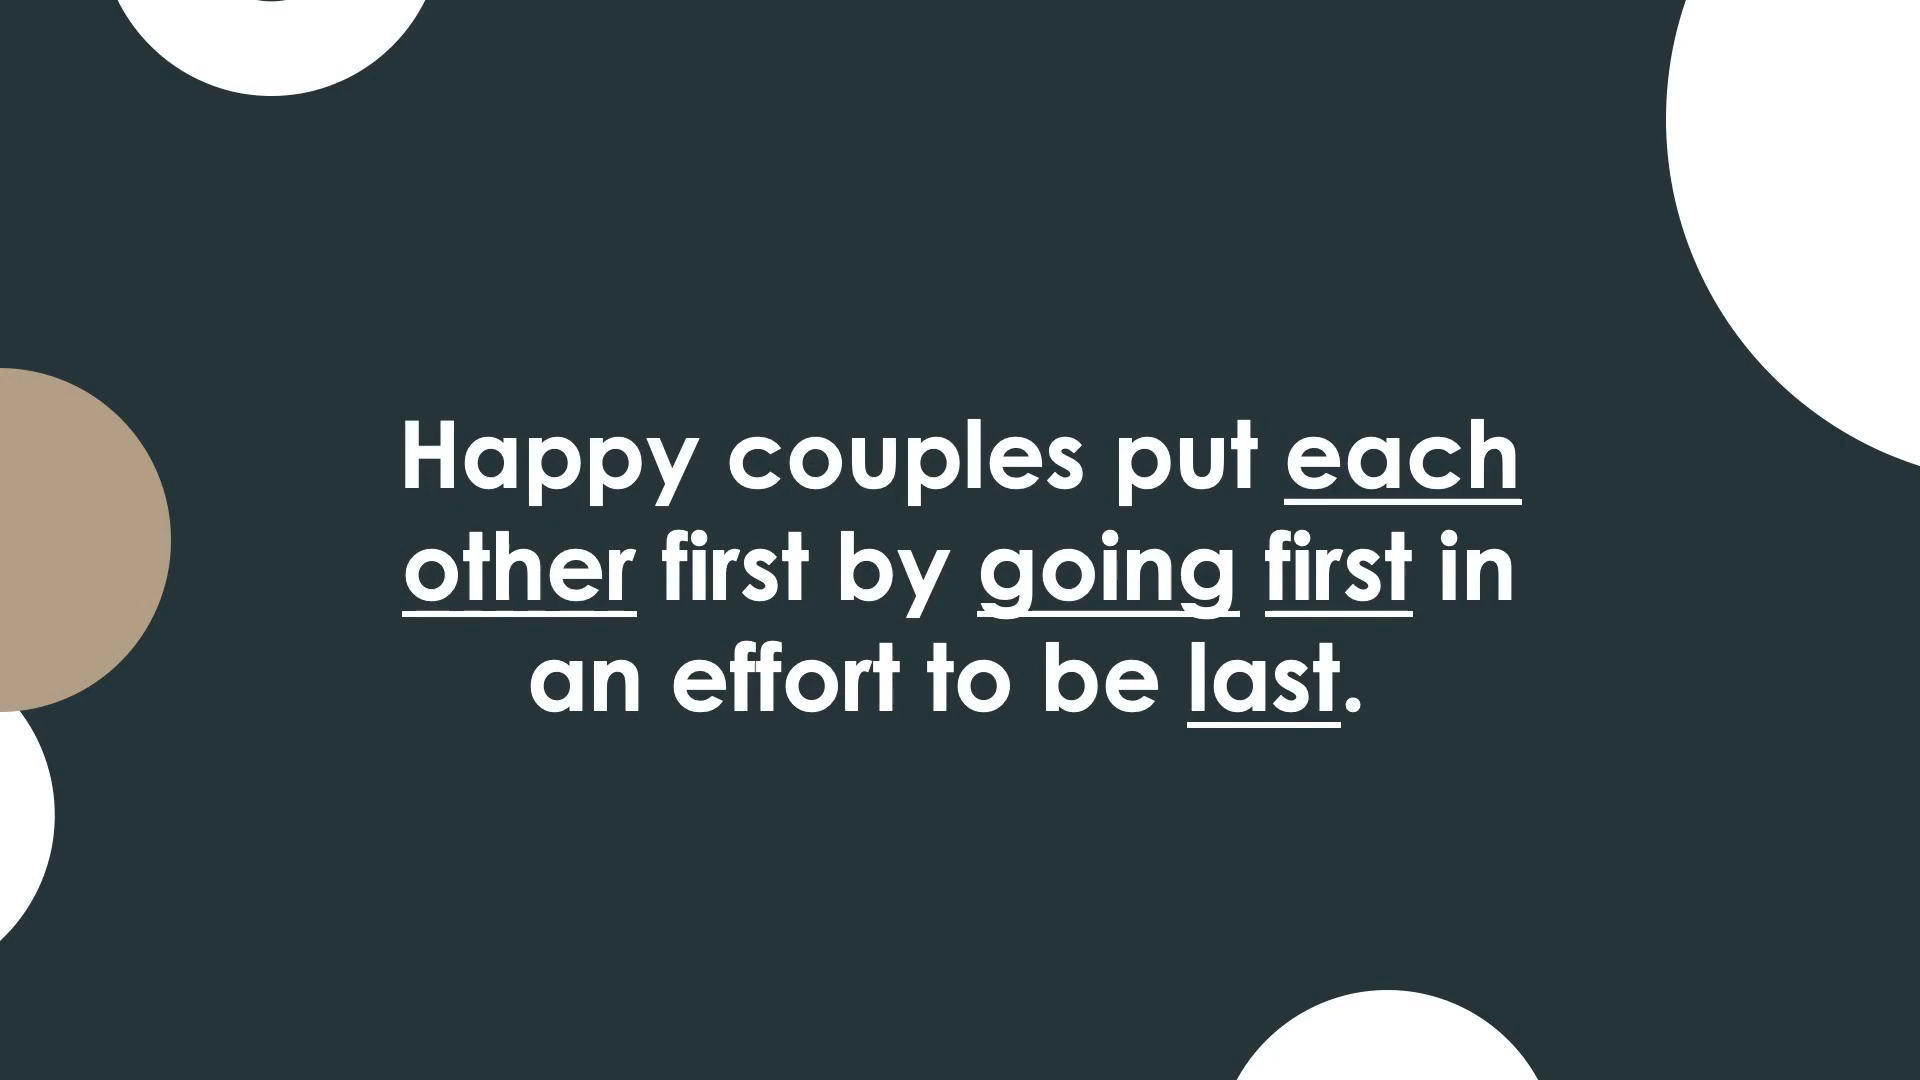 Happy couples put each
other first by going first in
an effort to be last.